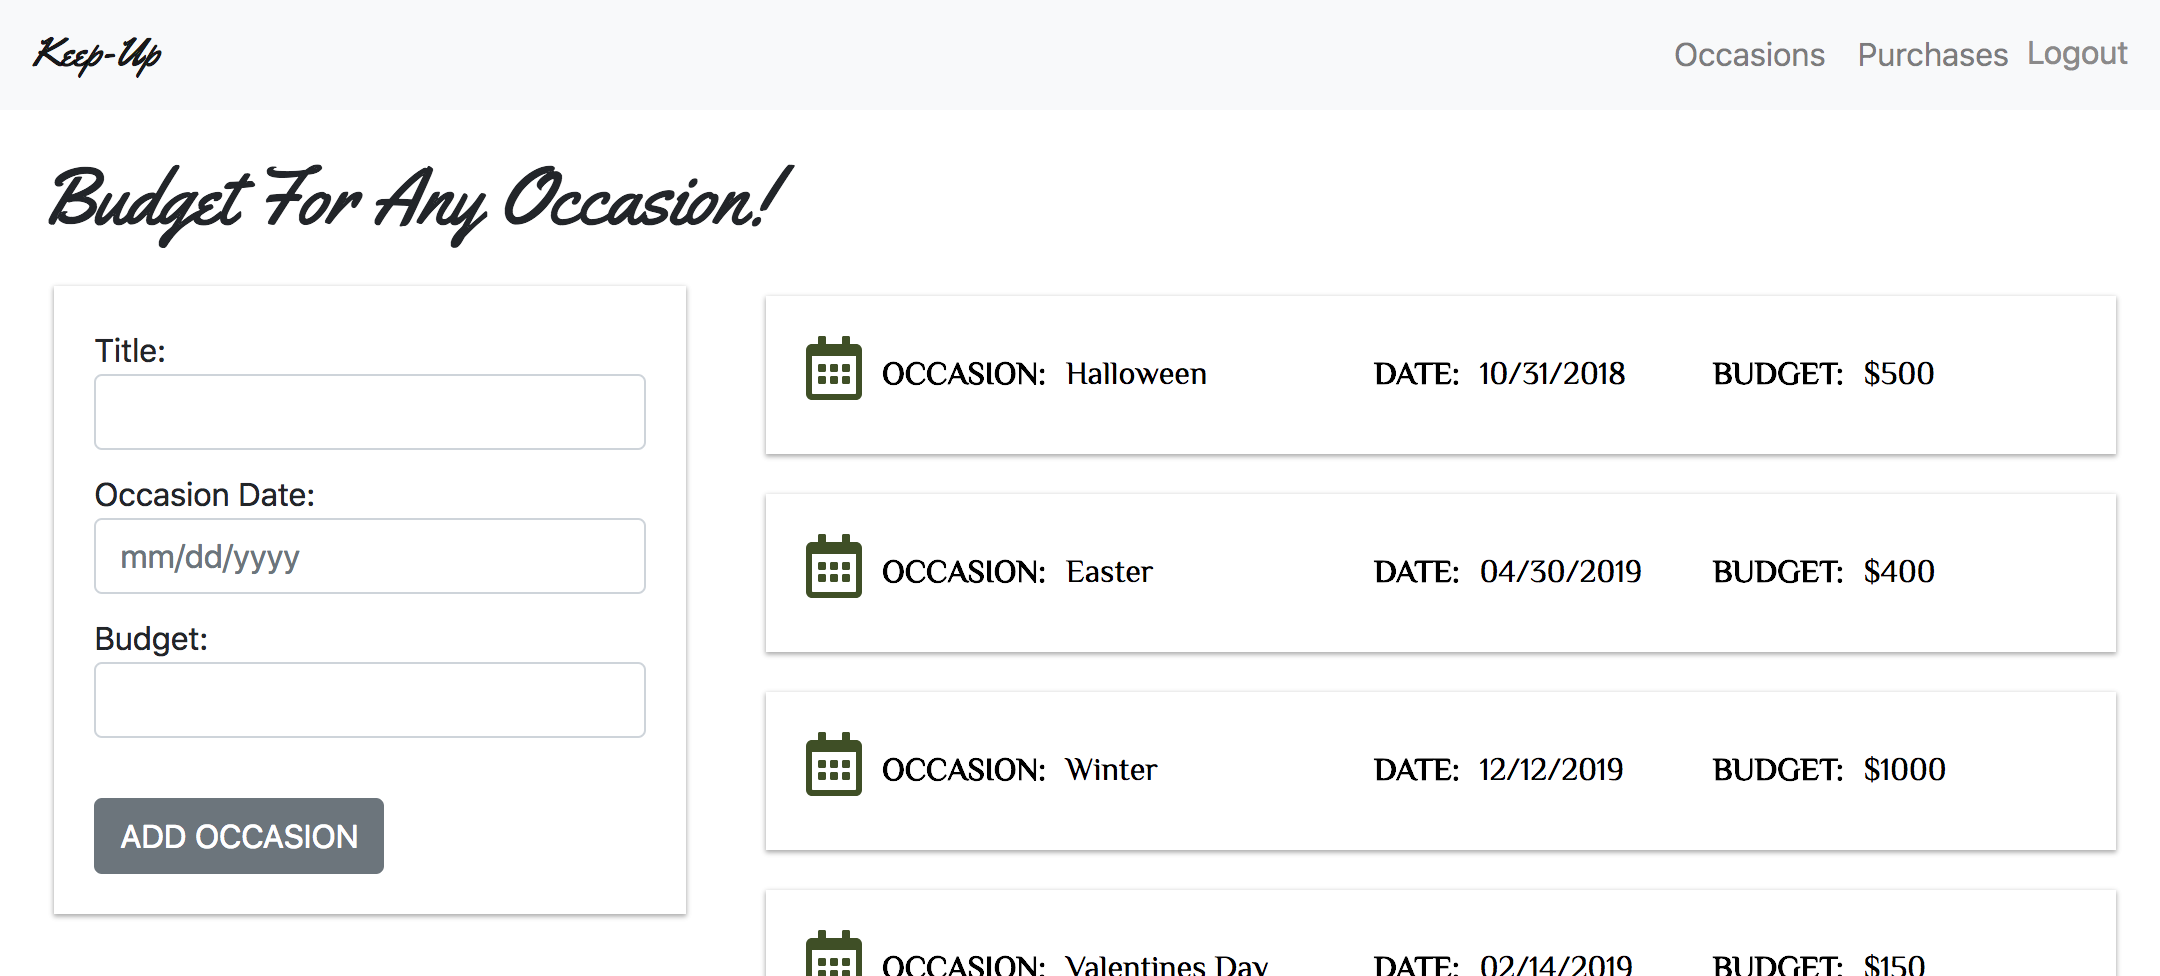 Keep-Up
Occasions Purchases Logout
Budget For Any Occasion!
Title:
Occasion Date:
mm/dd/yyyy
Budget:
ADD OCCASION
OCCASION: Halloween DATE: 10/31/2018 BUDGET: $500
OCCASION: Easter DATE: 04/30/2019 BUDGET: $400
OCCASION: Winter DATE: 12/12/2019 BUDGET: $1000
OCCASION: Valentines Day DATE: 02/14/2019 BUDGET: $150